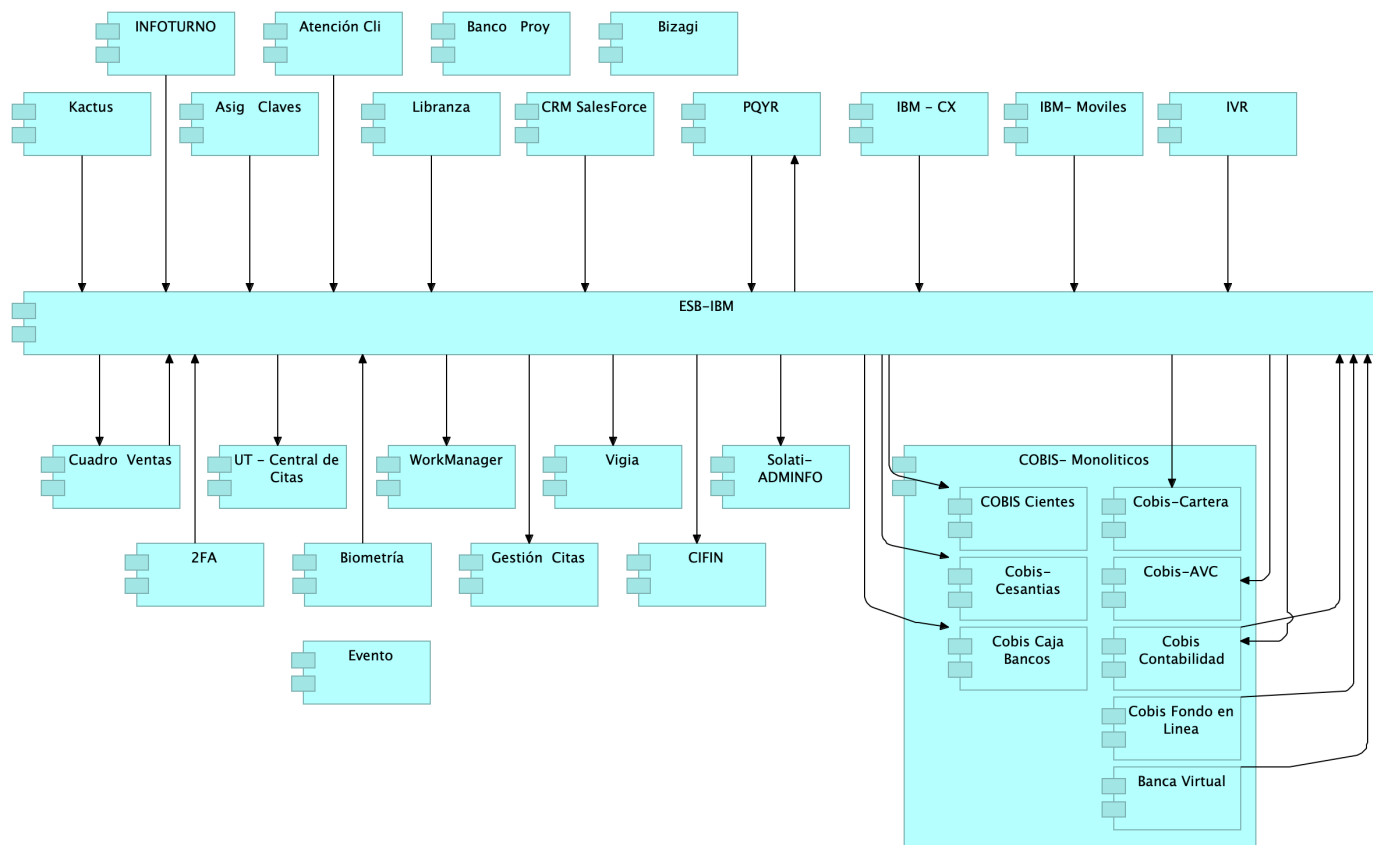 INFOTURNO
Atención Cli
Banco Proy
Bizagi
Kactus
Asig Claves
Libranza
CRM SalesForce
PQYR
IBM - CX
IBM- Moviles
IVR
ESB-IBM
Cuadro Ventas
UT - Central de
Citas
WorkManager
Vigia
Solati-
ADMINFO
COBIS- Monoliticos
COBIS Cientes
Cobis-Cartera
2FA
Biometría
Gestión Citas
CIFIN
Cobis-
Cesantias
Cobis-AVC
Evento
Cobis Caja
Bancos
Cobis
Contabilidad
Cobis Fondo en
Linea
Banca Virtual